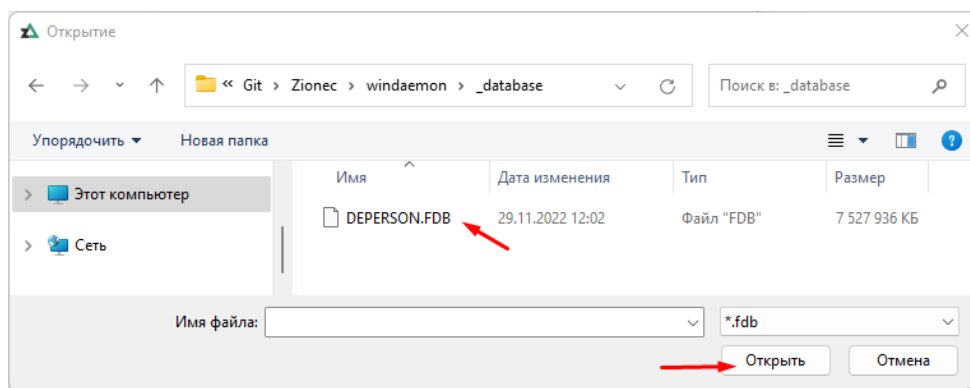 Открытие
« Git › Zionec › windaemon › _database
Поиск в: _database
Упорядочить
Новая папка
Имя
Дата изменения
Тип
Размер
Этот компьютер
DEPERSON.FDB
29.11.2022 12:02
Файл "FDB"
7 527 936 КБ
Сеть
Имя файла:
*.fdb
Открыть
Отмена